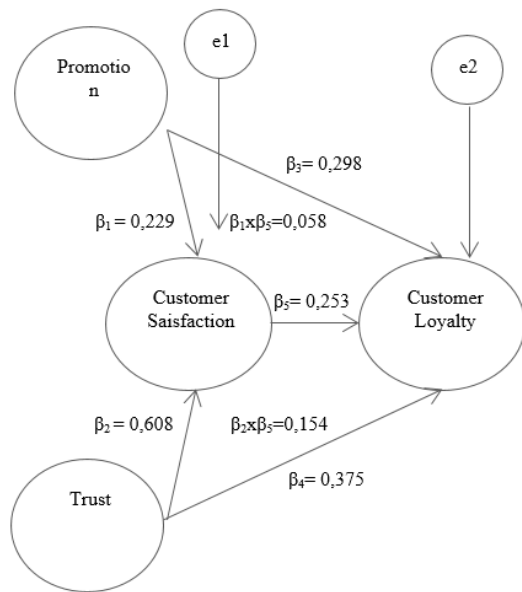 e1
Promotio
n
e2
β₃= 0,298
β₁ = 0,229
β₁xβ₅=0,058
Customer
Saisfaction
β₅= 0,253
Customer
Loyalty
β₂ = 0,608
β₂xβ₅=0,154
β₄= 0,375
Trust